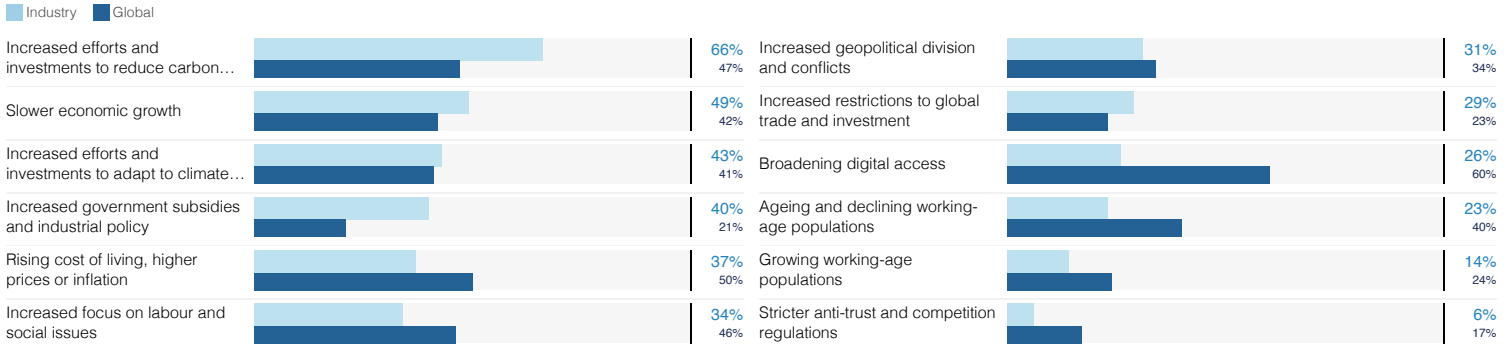 Industry Global
Increased efforts and
investments to reduce carbon…
66%
47%
Slower economic growth
49%
42%
Increased efforts and
investments to adapt to climate…
43%
41%
Increased government subsidies
and industrial policy
40%
21%
Rising cost of living, higher
prices or inflation
37%
50%
Increased focus on labour and
social issues
34%
46%
Increased geopolitical division
and conflicts
31%
34%
Increased restrictions to global
trade and investment
29%
23%
Broadening digital access
26%
60%
Ageing and declining working-
age populations
23%
40%
Growing working-age
populations
14%
24%
Stricter anti-trust and competition
regulations
6%
17%